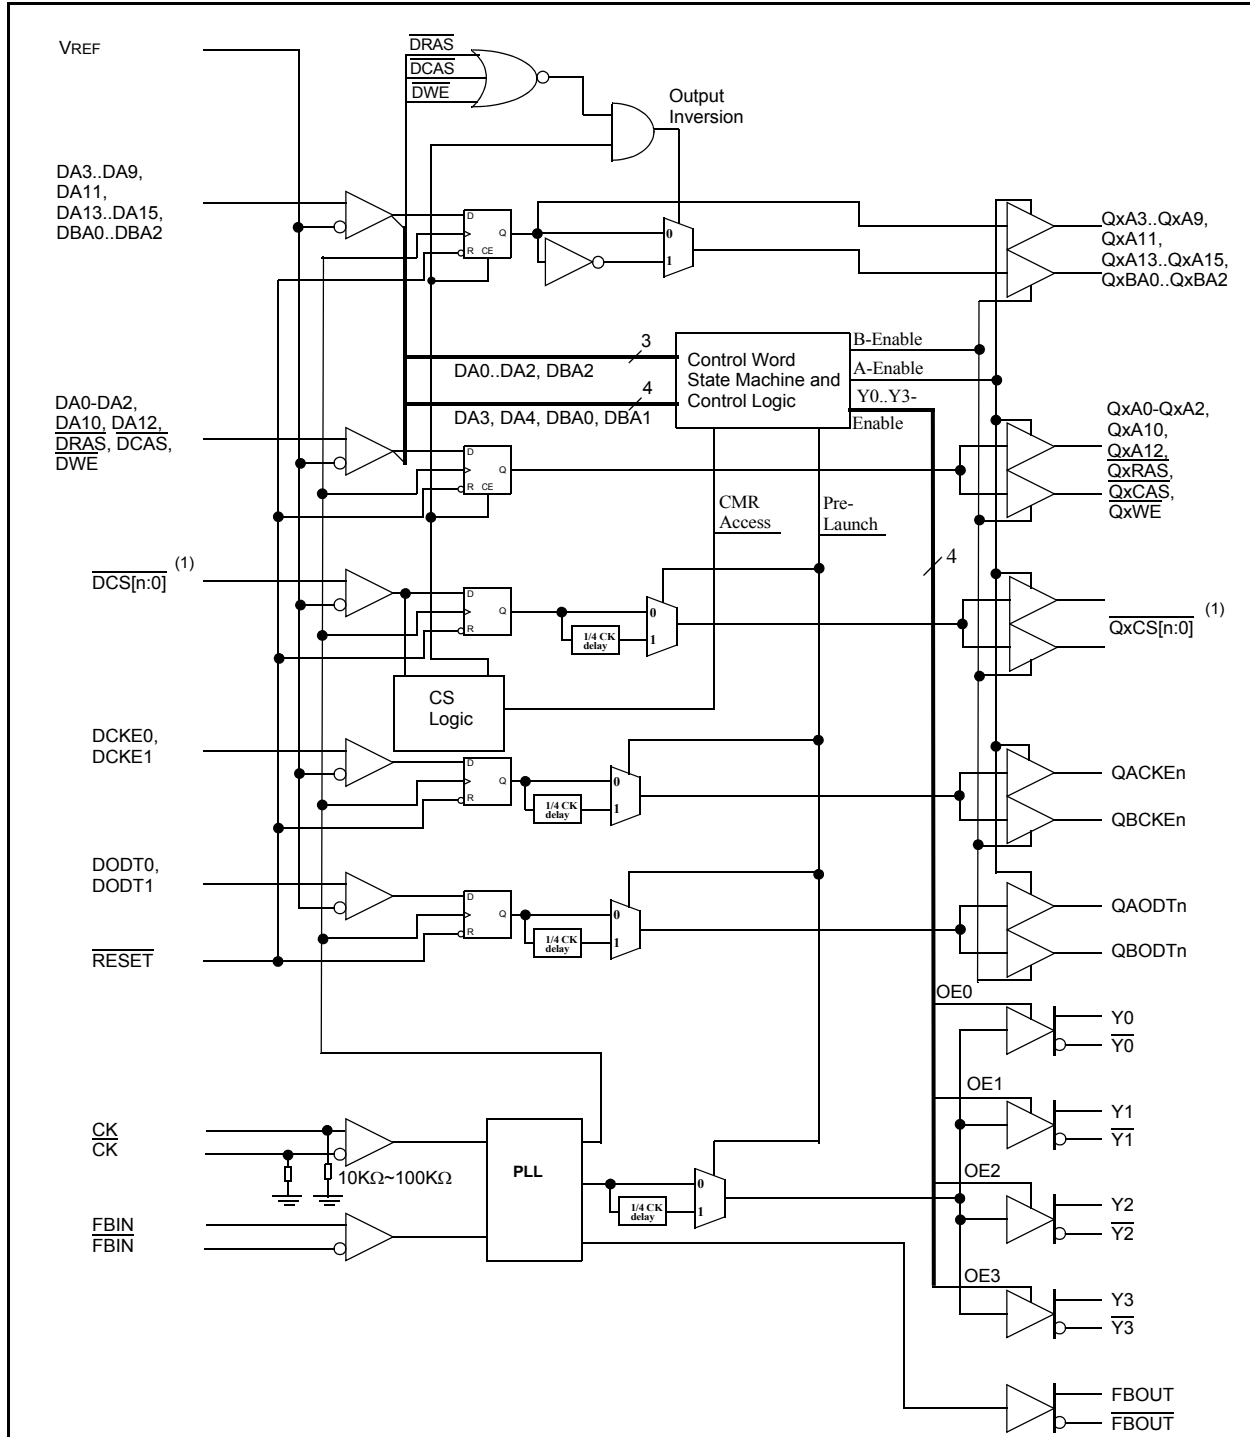 VREF
DRAS
DCAS
DWE
Output
Inversion
DA3..DA9,
DA11,
DA13..DA15,
DBA0..DBA2
D
Q
R
CE
0
1
QxA3..QxA9,
QxA11,
QxA13..QxA15,
QxBA0..QxBA2
3
DA0..DA2, DBA2
4
DA3, DA4, DBA0, DBA1
Control Word
State Machine and
Control Logic
B-Enable
A-Enable
Y0..Y3-
Enable
DA0-DA2,
DA10, DA12,
DRAS, DCAS,
DWE
D
Q
R
CE
QxA0-QxA2,
QxA10,
QxA12,
QxRAS,
QxCAS,
QxWE
CMR
Access
Pre-
Launch
4
DCS[n:0] (1)
D
Q
R
0
1
1/4 CK
delay
QxCS[n:0] (1)
CS
Logic
DCKE0,
DCKE1
D
Q
R
0
1
1/4 CK
delay
QACKEn
QBCKEn
DODT0,
DODT1
D
Q
R
0
1
1/4 CK
delay
QAODTn
QBODTn
RESET
OE0
Y0
Y0
OE1
Y1
Y1
CK
CK
10KΩ~100KΩ
PLL
0
1
1/4 CK
delay
OE2
Y2
Y2
FBIN
FBIN
OE3
Y3
Y3
FBOUT
FBOUT